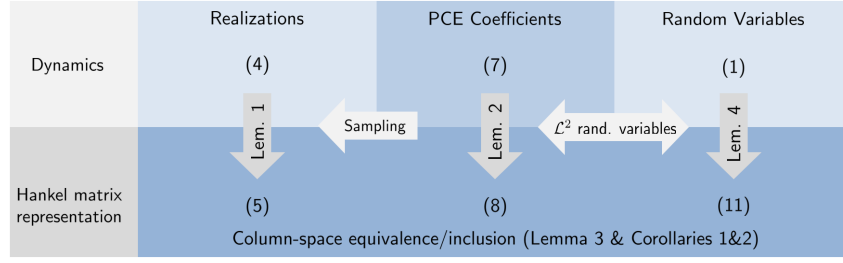 Realizations
PCE Coefficients
Random Variables
Dynamics
(4)
(7)
(1)
Lem. 1
Sampling
Lem. 2
ℒ² rand. variables
Lem. 4
Hankel matrix
representation
(5)
(8)
(11)
Column-space equivalence/inclusion (Lemma 3 & Corollaries 1&2)